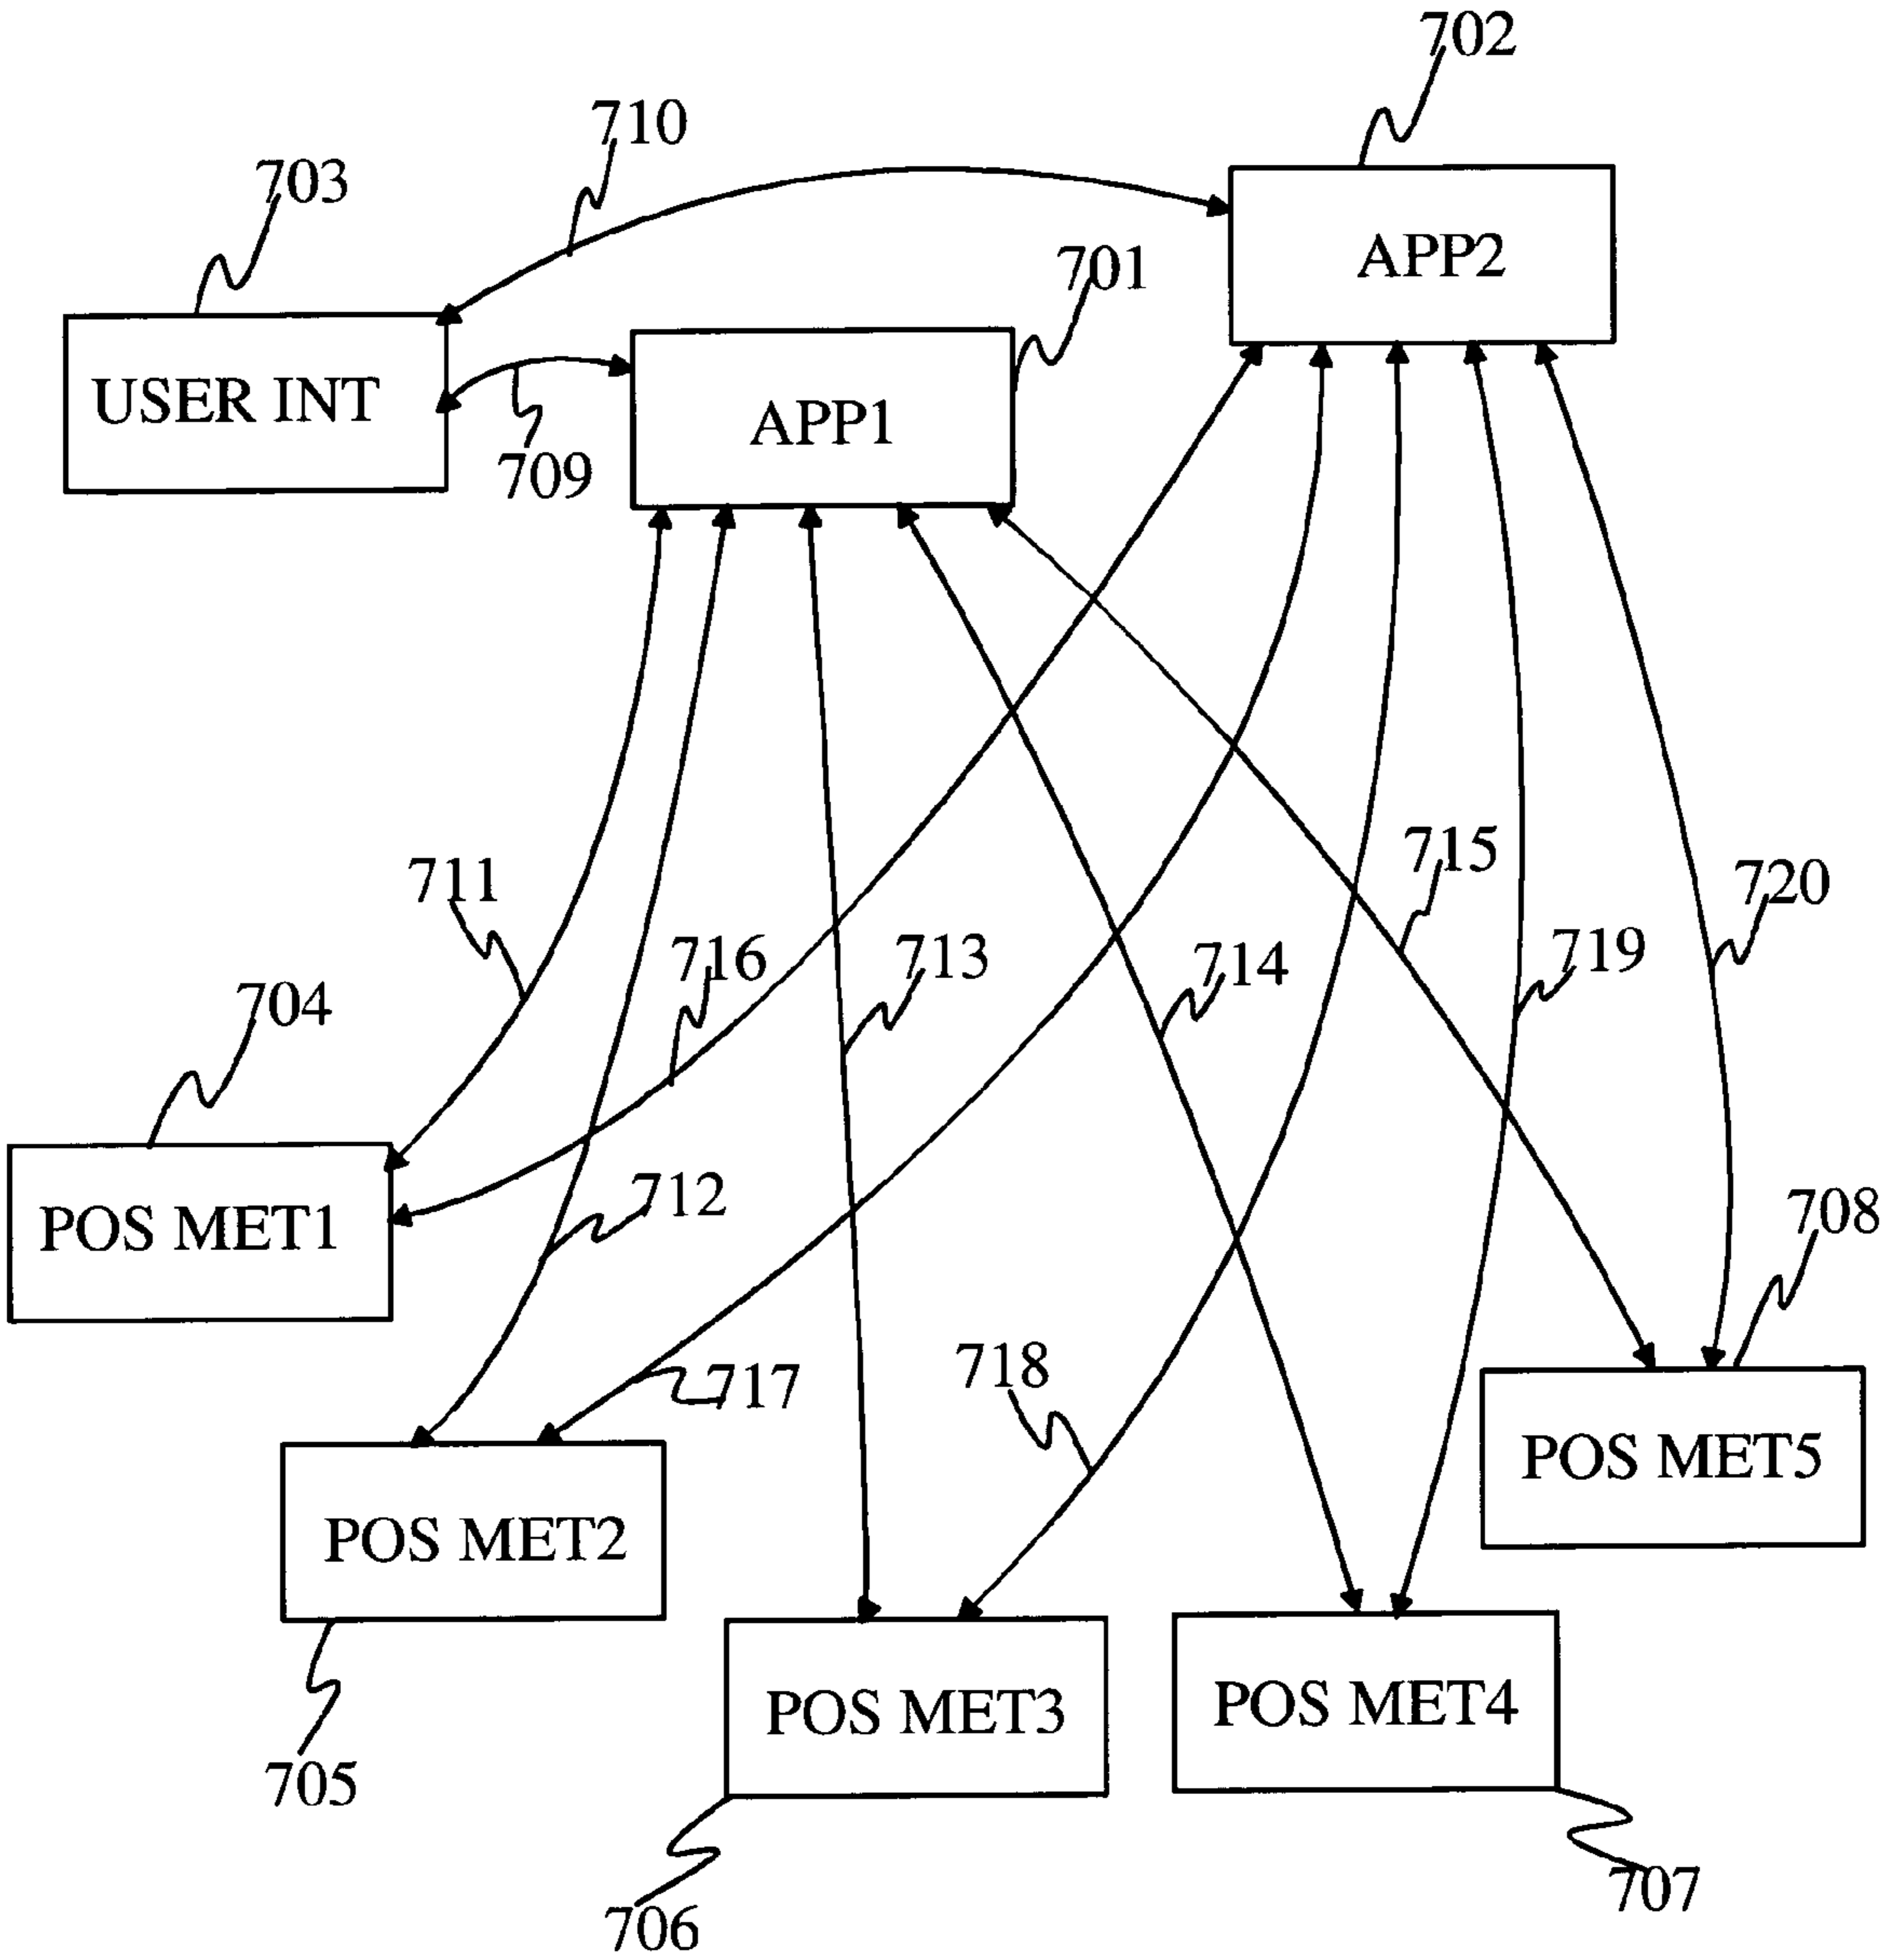 702
710
703
701
APP2
USER INT
APP1
709
715
711
720
716
713
714
719
704
712
708
POS MET1
718
717
POS MET5
POS MET2
POS MET3
POS MET4
705
707
706